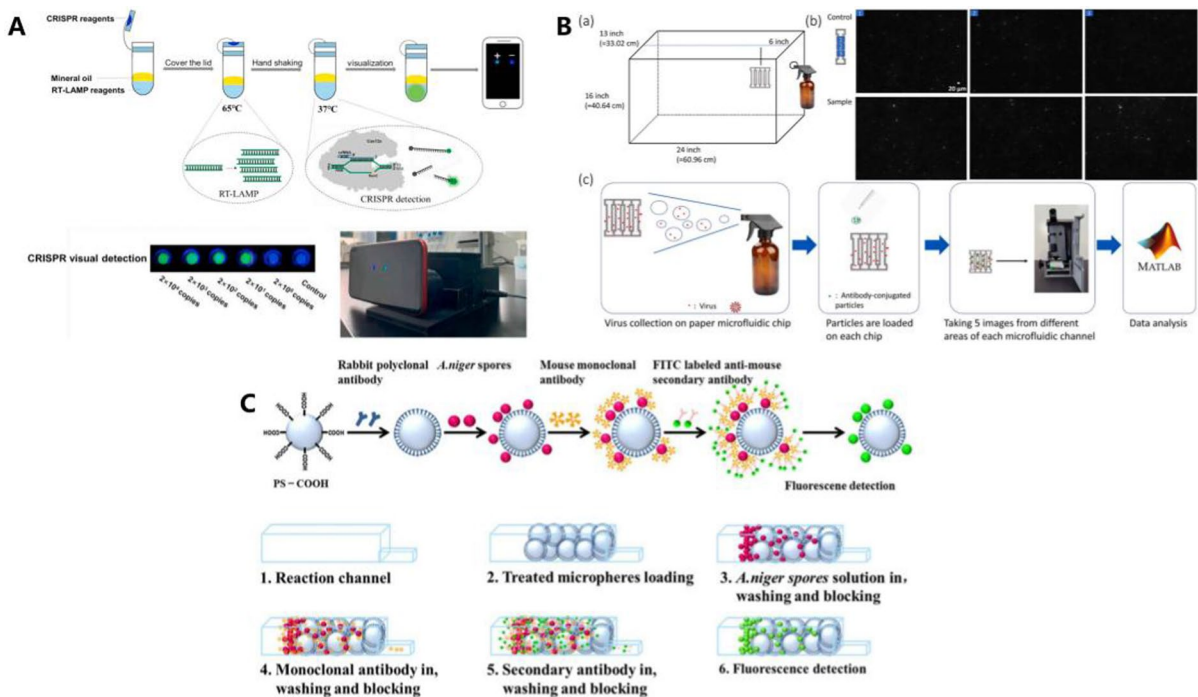 A
CRISPR reagents
Cover the lid
Hand shaking
visualization
Mineral oil
RT-LAMP reagents
65℃
37℃
+ -
RT-LAMP
CRISPR detection
CRISPR visual detection
2×10⁴ copies
2×10³ copies
2×10² copies
2×10¹ copies
2×10⁰ copies
Control
B
(a)
13 inch
(≈33.02 cm)
6 inch
16 inch
(≈40.64 cm)
24 inch
(≈60.96 cm)
(b)
Control
20 μm
Sample
(c)
: Virus
Virus collection on paper microfluidic chip
: Antibody-conjugated
particles
Particles are loaded
on each chip
Taking 5 images from different
areas of each microfluidic channel
MATLAB
Data analysis
C
Rabbit polyclonal
antibody
A.niger spores
Mouse monoclonal
antibody
FITC labeled anti-mouse
secondary antibody
HOOC
COOH
PS－COOH
Fluorescene detection
1. Reaction channel
2. Treated micropheres loading
3. A.niger spores solution in,
washing and blocking
4. Monoclonal antibody in,
washing and blocking
5. Secondary antibody in,
washing and blocking
6. Fluorescence detection